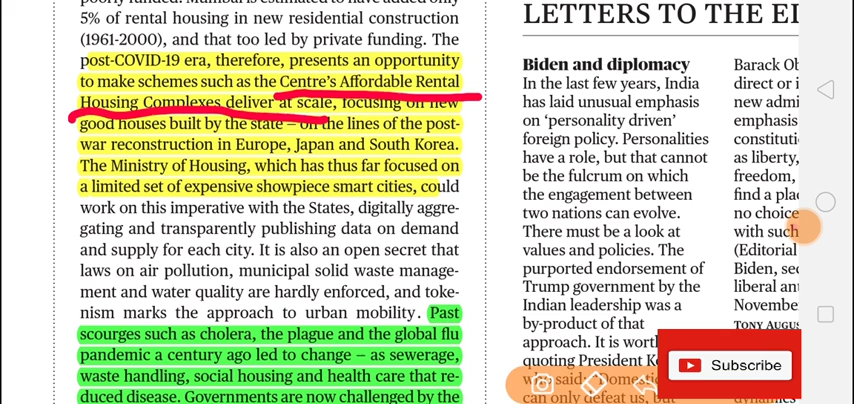 poorly funded. Mumbai is estimated to have added only
5% of rental housing in new residential construction
(1961-2000), and that too led by private funding. The
post-COVID-19 era, therefore, presents an opportunity
to make schemes such as the Centre's Affordable Rental
Housing Complexes deliver at scale, focusing on new
good houses built by the state – on the lines of the post-
war reconstruction in Europe, Japan and South Korea.
The Ministry of Housing, which has thus far focused on
a limited set of expensive showpiece smart cities, could
work on this imperative with the States, digitally aggre-
gating and transparently publishing data on demand
and supply for each city. It is also an open secret that
laws on air pollution, municipal solid waste manage-
ment and water quality are hardly enforced, and toke-
nism marks the approach to urban mobility. Past
scourges such as cholera, the plague and the global flu
pandemic a century ago led to change – as sewerage,
waste handling, social housing and health care that re-
duced disease. Governments are now challenged by the
LETTERS TO THE
Biden and diplomacy
In the last few years, India
has laid unusual emphasis
on 'personality driven'
foreign policy. Personalities
have a role, but that cannot
be the fulcrum on which
the engagement between
two nations can evolve.
There must be a look at
values and policies. The
purported endorsement of
Trump government by the
Indian leadership was a
by-product of that
approach. It is
quoting President
said
can only defeat us, but
Barack
direct or
new
emphasis
as liberty,
freedom,
find a
no choice
with such
(Editorial
Biden,
liberal
TONY
Subscribe